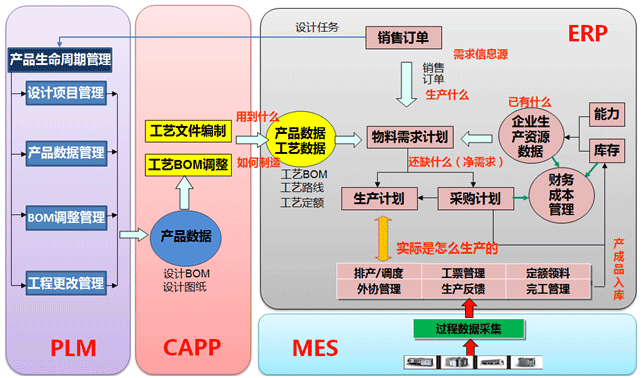 设计任务
销售订单
ERP
产品生命周期管理
设计项目管理
产品数据管理
BOM调整管理
工程更改管理
PLM
工艺文件编制
工艺BOM调整
产品数据
设计BOM
设计图纸
CAPP
用到什么
如何制造
产品数据
工艺数据
工艺BOM
工艺路线
工艺定额
需求信息源
销售
订单
生产什么
物料需求计划
已有什么
企业生
产资源
数据
能力
库存
还缺什么（净需求）
生产计划
采购计划
财务
成本
管理
实际是怎么生产的
产成品入库
排产/调度
工票管理
定额领料
外协管理
生产反馈
完工管理
过程数据采集
MES